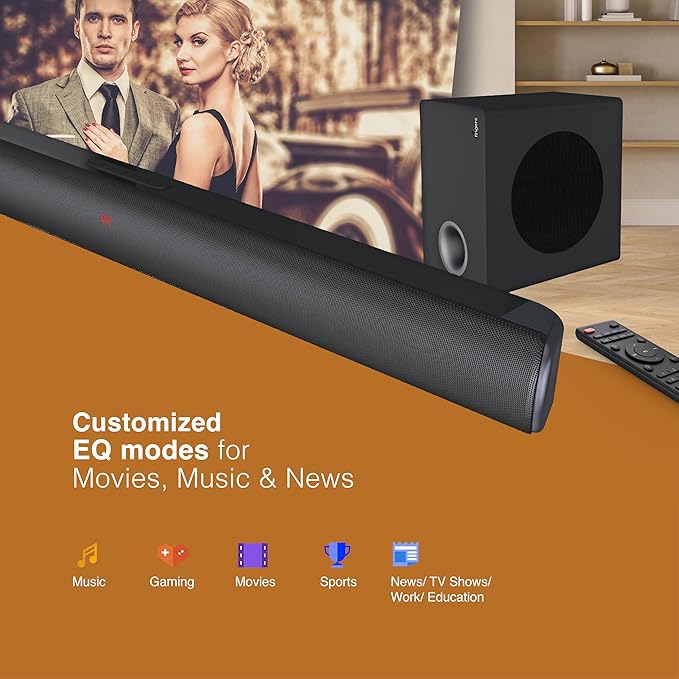 Customized
EQ modes for
Movies, Music & News
Music
Gaming
Movies
Sports
News/ TV Shows/
Work/ Education